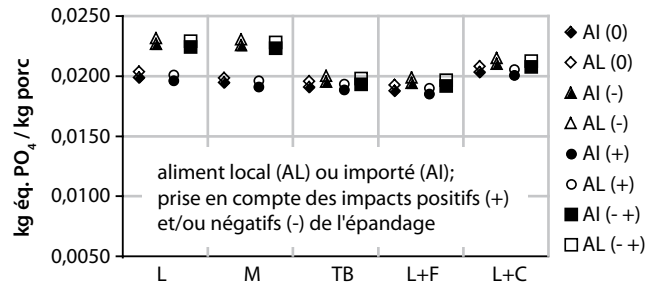 kg éq. PO4 / kg porc
0,0250
0,0200
0,0150
0,0100
0,0050
aliment local (AL) ou importé (AI);
prise en compte des impacts positifs (+)
et/ou négatifs (-) de l'épandage
L
M
TB
L+F
L+C
AI (0)
AL (0)
AI (-)
AL (-)
AI (+)
AL (+)
AI (- +)
AL (- +)